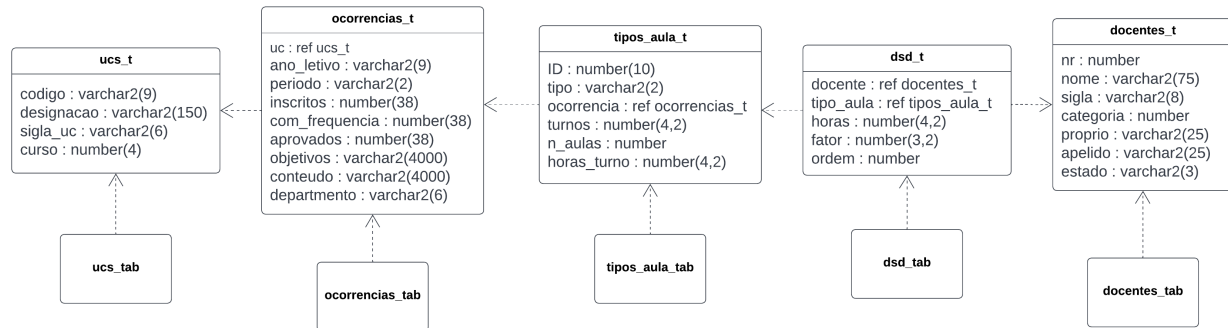 ucs_t
codigo : varchar2(9)
designacao : varchar2(150)
sigla_uc : varchar2(6)
curso : number(4)
ucs_tab
ocorrencias_t
uc : ref ucs_t
ano_letivo : varchar2(9)
periodo : varchar2(2)
inscritos : number(38)
com_frequencia : number(38)
aprovados : number(38)
objetivos : varchar2(4000)
conteudo : varchar2(4000)
departmento : varchar2(6)
ocorrencias_tab
tipos_aula_t
ID : number(10)
tipo : varchar2(2)
ocorrencia : ref ocorrencias_t
turnos : number(4,2)
n_aulas : number
horas_turno : number(4,2)
tipos_aula_tab
dsd_t
docente : ref docentes_t
tipo_aula : ref tipos_aula_t
horas : number(4,2)
fator : number(3,2)
ordem : number
dsd_tab
docentes_t
nr : number
nome : varchar2(75)
sigla : varchar2(8)
categoria : number
proprio : varchar2(25)
apelido : varchar2(25)
estado : varchar2(3)
docentes_tab